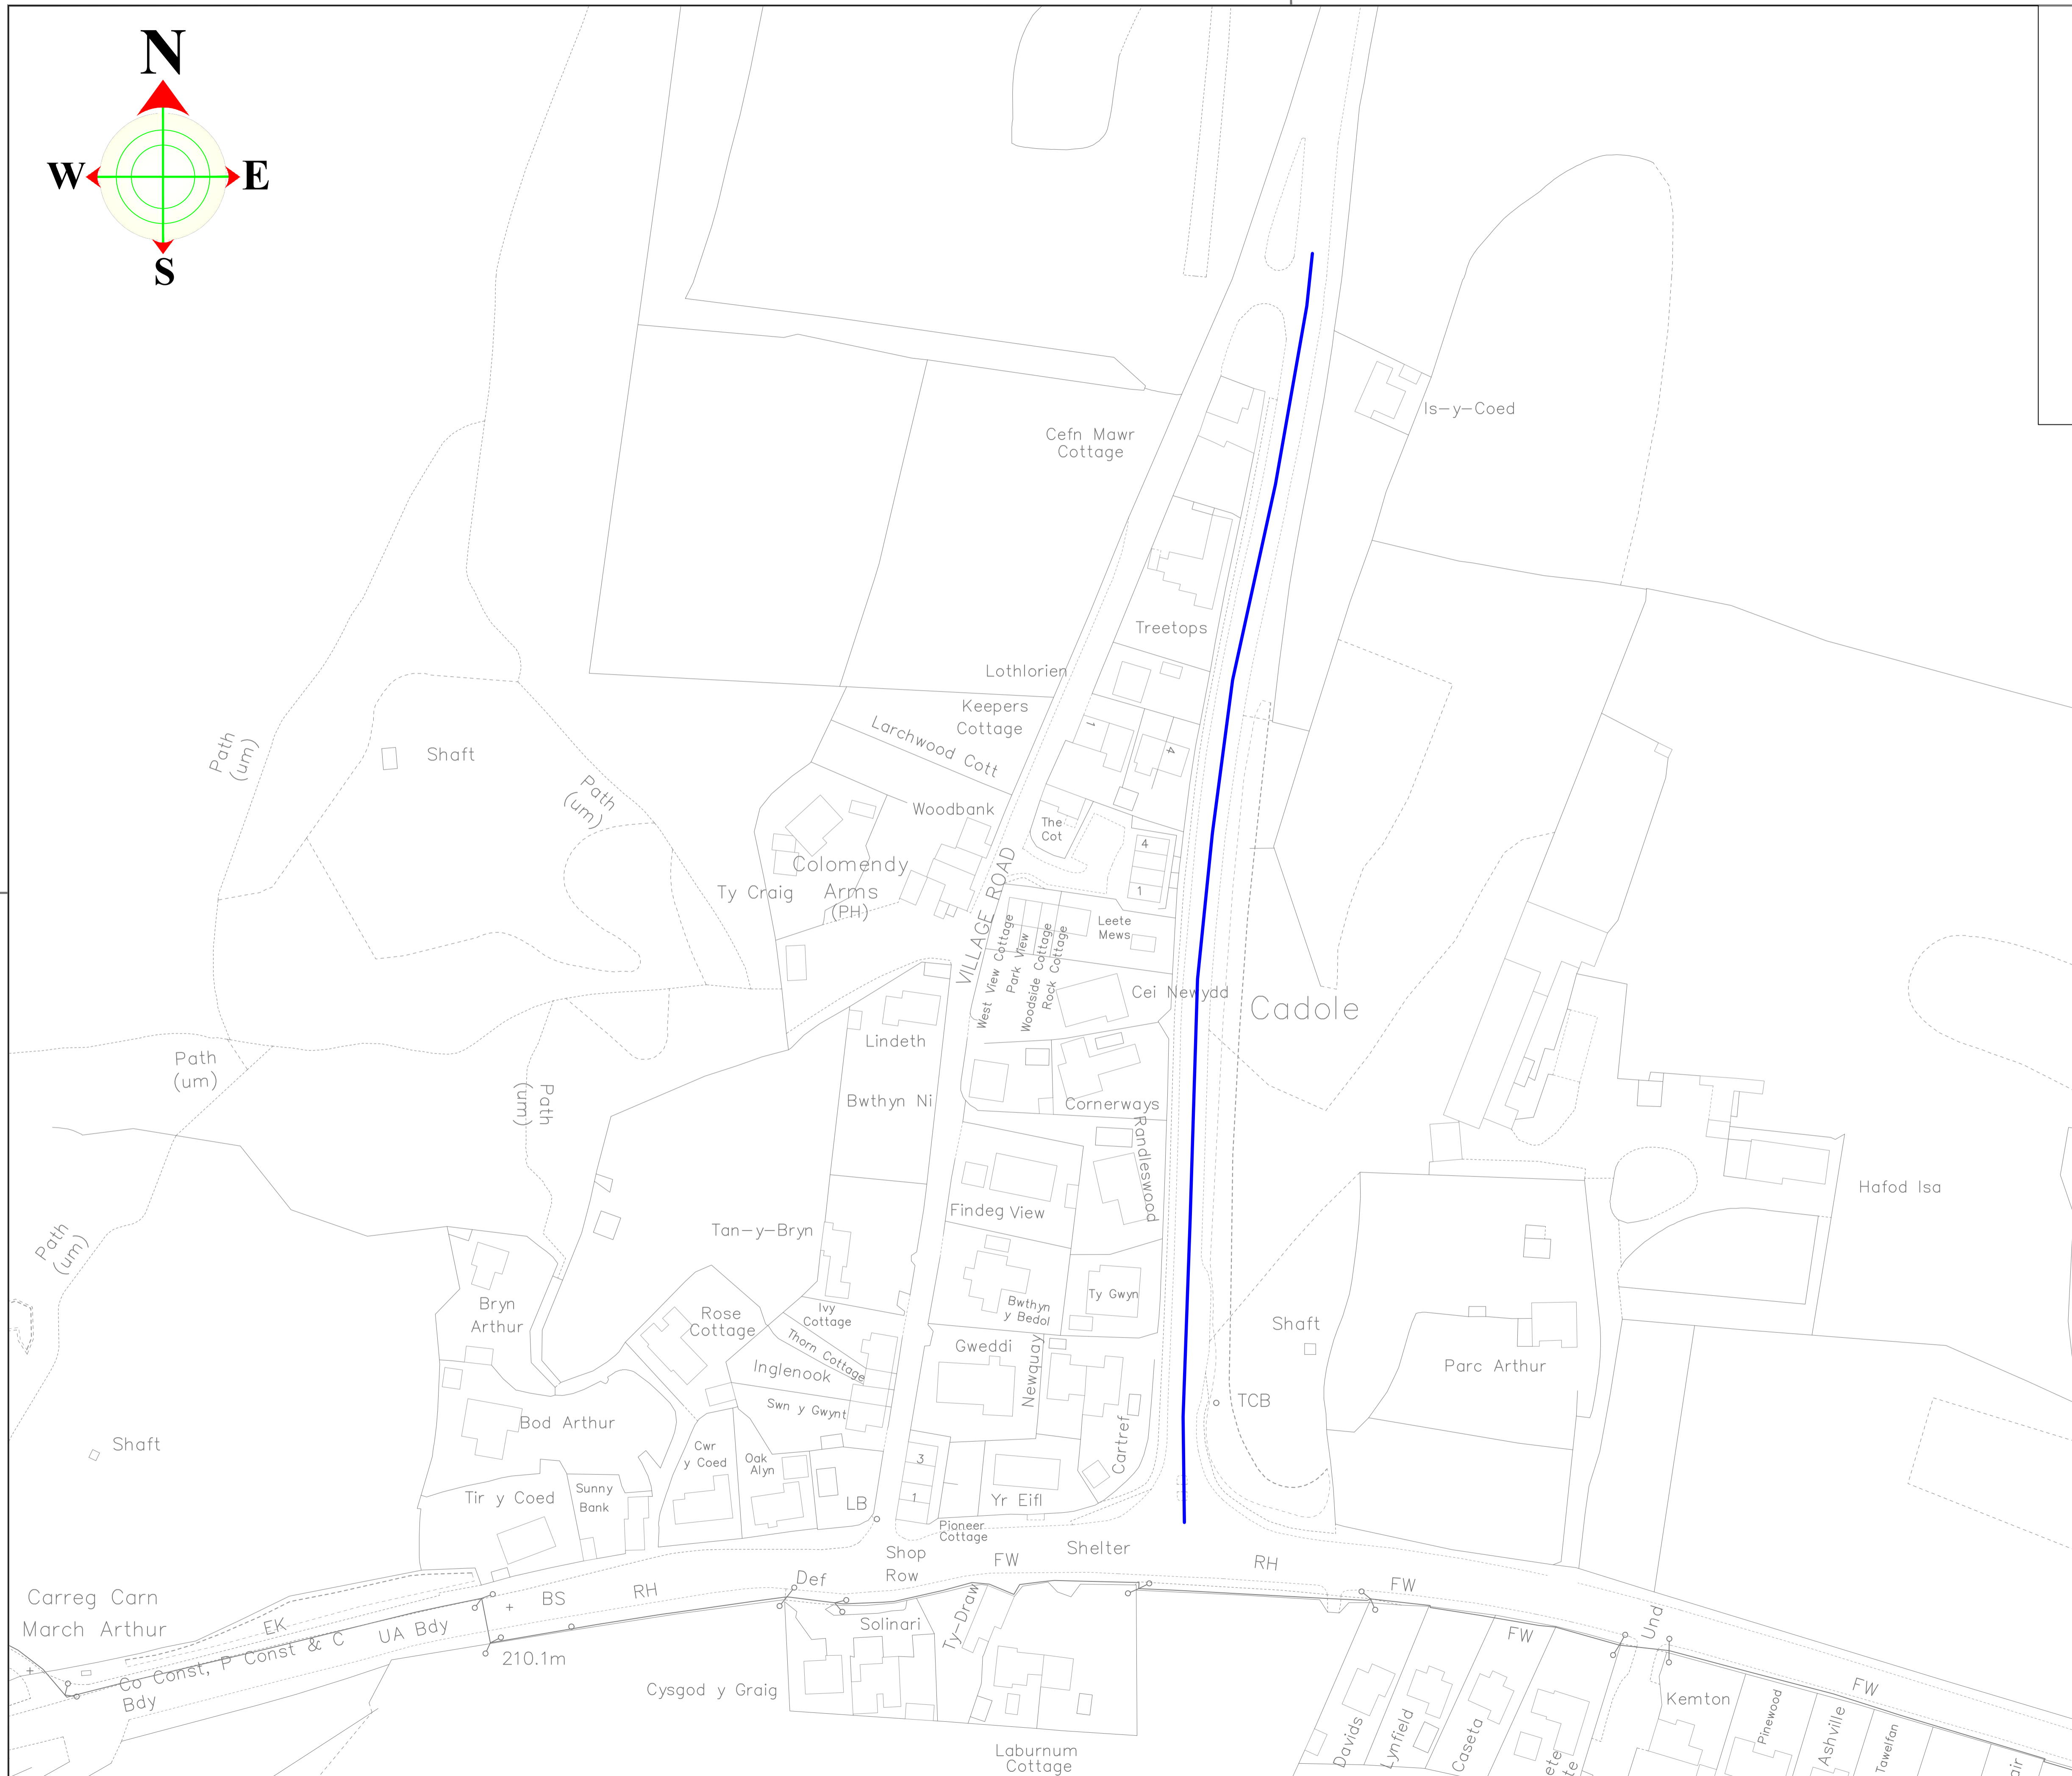 N
W
E
S
Cefn Mawr
Cottage
Is-y-Coed
Treetops
Lothlorien
Keepers
Cottage
Larchwood Cott
1
4
Path
(um)
Shaft
Path
(um)
Woodbank
The
Cot
4
1
Colomendy
Arms
(PH)
Ty Craig
VILLAGE ROAD
Leete
Mews
West View Cottage
Park View
Woodside Cottage
Rock Cottage
Cei Newydd
Cadole
Lindeth
Path
(um)
Path
(um)
Bwthyn Ni
Cornerways
Randleswood
Hafod Isa
Findeg View
Path
(um)
Tan-y-Bryn
Bryn
Arthur
Rose
Cottage
Ivy
Cottage
Thorn Cottage
Inglenook
Swn y Gwynt
Bwthyn
y Bedol
Ty Gwyn
Gweddi
Newquay
Shaft
Parc Arthur
TCB
Bod Arthur
Shaft
Cwr
y Coed
Oak
Alyn
Cartref
3
1
Tir y Coed
Sunny
Bank
LB
Yr Eifl
Pioneer
Cottage
Shop
Row
FW
Shelter
RH
FW
Def
RH
BS
Carreg Carn
March Arthur
EK
Co Const, P Const & C
UA Bdy
Bdy
210.1m
Solinari
Ty-Draw
Und
FW
FW
Cysgod y Graig
Kemton
Pinewood
Ashville
Tawelfan
Davids
Lynfield
Caseta
Laburnum
Cottage